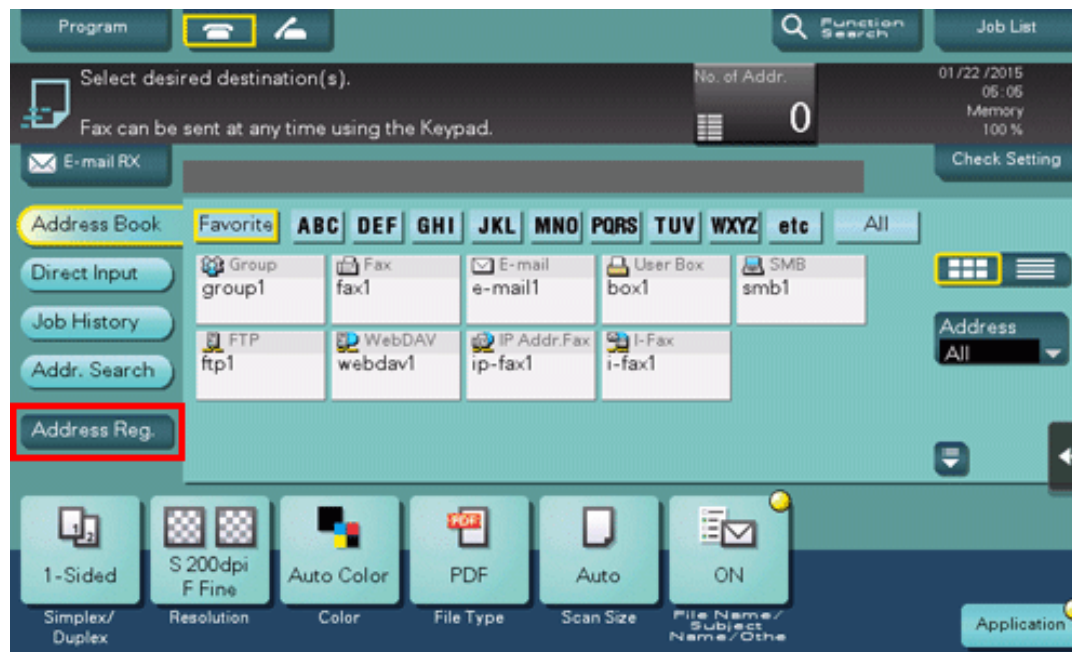 Program
Function
Search
Job List
Select desired destination(s).
No. of Addr.
01/22/2015
05:05
Fax can be sent at any time using the Keypad.
0
Memory
100 %
E-mail RX
Check Setting
Address Book
Favorite ABC DEF GHI JKL MNO PQRS TUV WXYZ etc All
Group
group1
Fax
fax1
E-mail
e-mail1
User Box
box1
SMB
smb1
Direct Input
Job History
FTP
ftp1
WebDAV
webdav1
IP Addr.Fax
ip-fax1
I-Fax
i-fax1
Address
All
Addr. Search
Address Reg.
1 2
1-Sided
S 200dpi
F Fine
Auto Color
PDF
PDF
Auto
ON
Simplex/
Duplex
Resolution
Color
File Type
Scan Size
File Name/
Subject
Name/Othe
Application